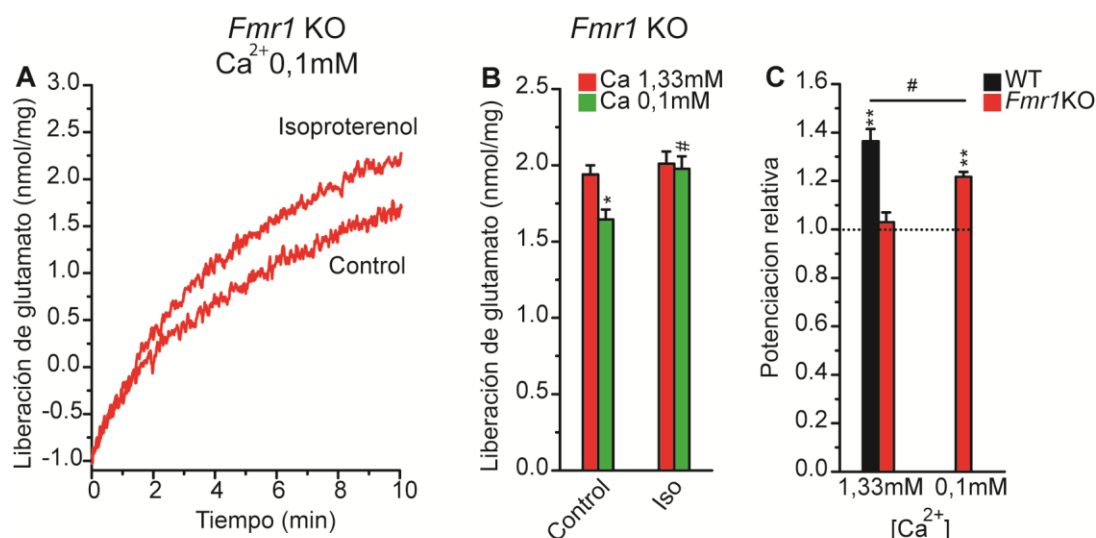 Fmr1 KO
Ca2+0,1mM
A
Liberación de glutamato (nmol/mg)
3.0
2.5
2.0
1.5
1.0
0.5
0.0
-0.5
-1.0
Isoproterenol
Control
0 2 4 6 8 10
Tiempo (min)
Fmr1 KO
B
Ca 1,33mM
Ca 0,1mM
Liberación de glutamato (nmol/mg)
2.5
2.0
1.5
1.0
0.5
0.0
*
#
Control Iso
C
WT
Fmr1KO
Potenciacion relativa
1.6
1.4
1.2
1.0
0.8
0.6
0.4
0.2
0.0
#
**
**
1,33mM 0,1mM
[Ca2+]